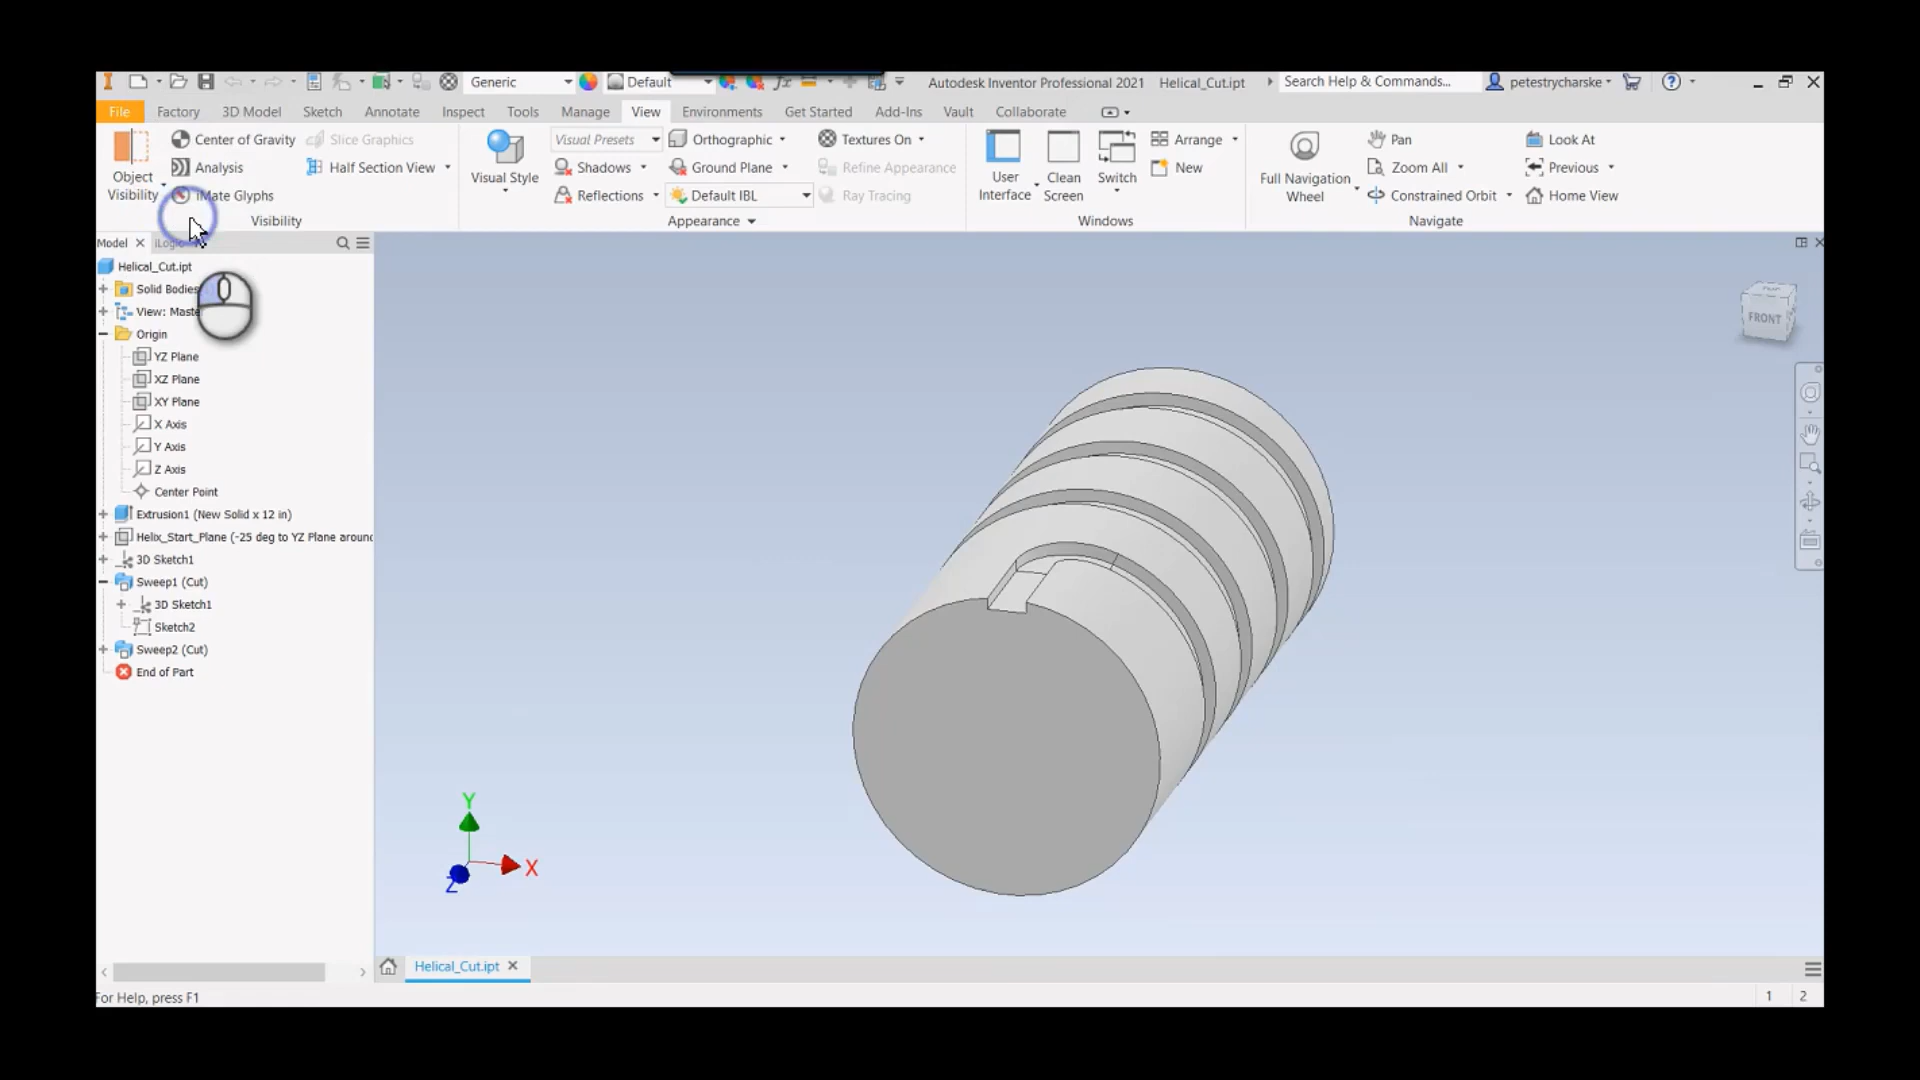 Generic
Default
Autodesk Inventor Professional 2021 Helical_Cut.ipt
Search Help & Commands...
petestrycharske
File Factory 3D Model Sketch Annotate Inspect Tools Manage View Environments Get Started Add-Ins Vault Collaborate
Object Visibility
Center of Gravity
Analysis
iMate Glyphs
Slice Graphics
Half Section View
Visibility
Visual Style
Visual Presets
Shadows
Reflections
Orthographic
Ground Plane
Default IBL
Textures On
Refine Appearance
Ray Tracing
Appearance
User Interface
Clean Screen
Switch
Arrange
New
Windows
Full Navigation Wheel
Pan
Zoom All
Constrained Orbit
Look At
Previous
Home View
Navigate
Model
Helical_Cut.ipt
Solid Bodies
View: Maste
Origin
YZ Plane
XZ Plane
XY Plane
X Axis
Y Axis
Z Axis
Center Point
Extrusion1 (New Solid x 12 in)
Helix_Start_Plane (-25 deg to YZ Plane around
3D Sketch1
Sweep1 (Cut)
3D Sketch1
Sketch2
Sweep2 (Cut)
End of Part
FRONT
Y
X
Z
Helical_Cut.ipt
For Help, press F1
1 2